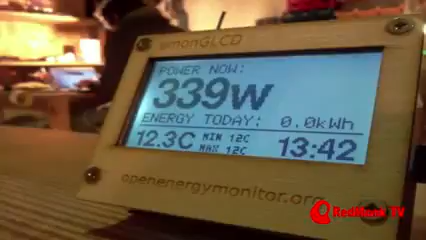 emonGLCD
POWER NOW:
339w
ENERGY TODAY: 0.0kWh
12.3C MIN 12C MAX 12C 13:42
openenergymonitor.org
RedHunt TV